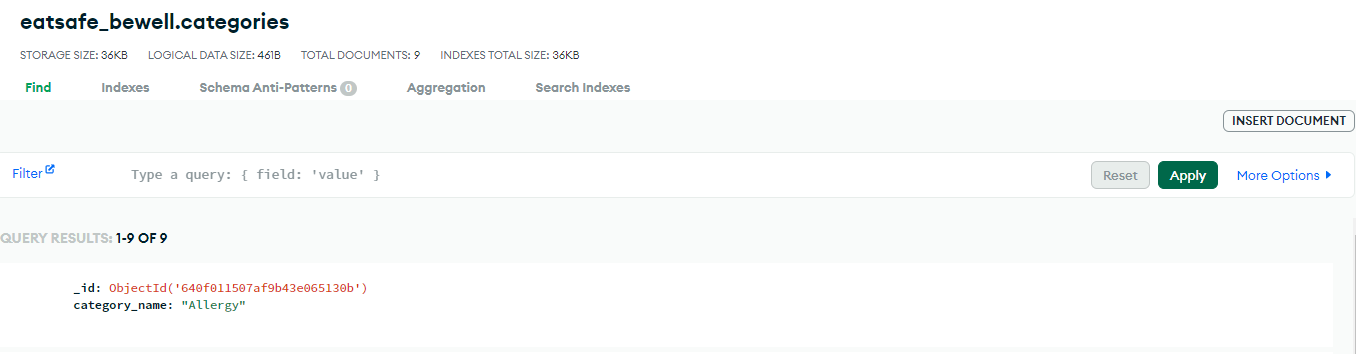 eatsafe_bewell.categories
STORAGE SIZE: 36KB LOGICAL DATA SIZE: 461B TOTAL DOCUMENTS: 9 INDEXES TOTAL SIZE: 36KB
Find Indexes Schema Anti-Patterns 0 Aggregation Search Indexes
INSERT DOCUMENT
Filter Type a query: { field: 'value' } Reset Apply More Options
QUERY RESULTS: 1-9 OF 9
_id: ObjectId('640f011507af9b43e065130b')
category_name: "Allergy"